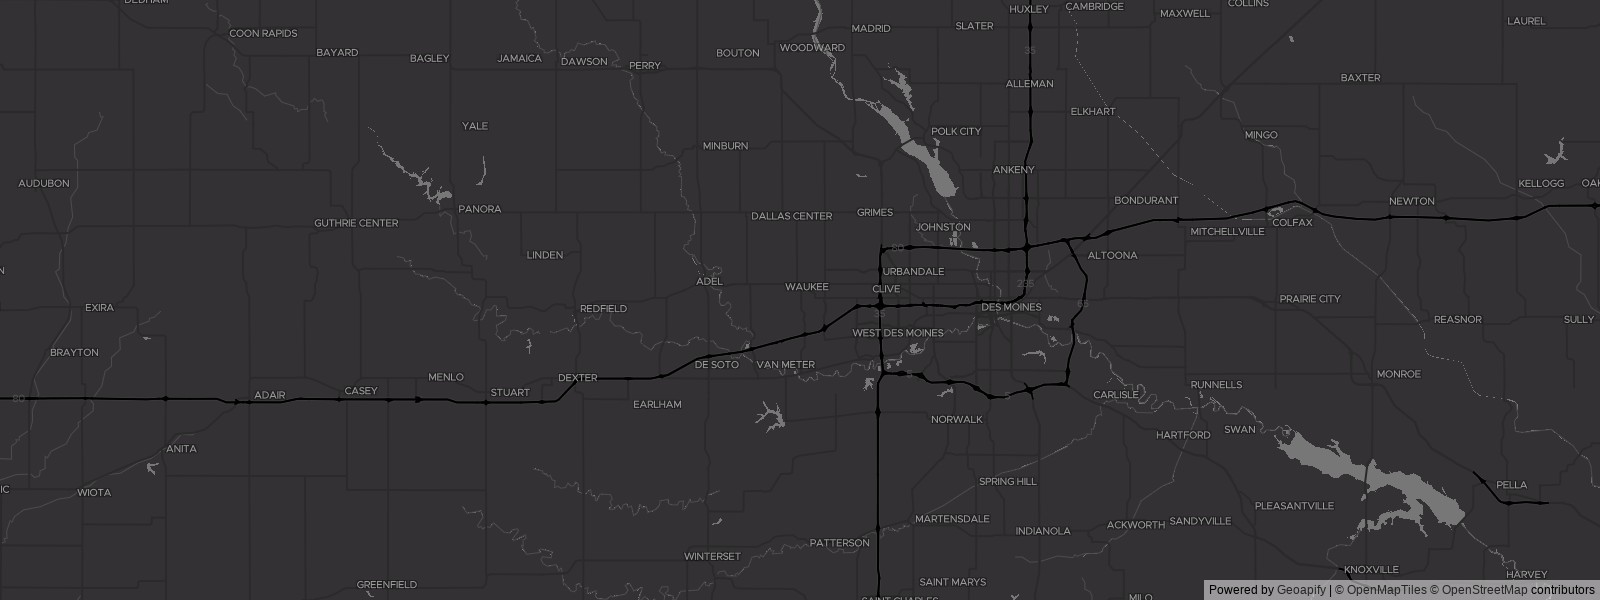 DEDHAM
HUXLEY
CAMBRIDGE
COLLINS
MAXWELL
LAUREL
COON RAPIDS
MADRID
SLATER
BAYARD
BAGLEY
JAMAICA
DAWSON
PERRY
BOUTON
WOODWARD
35
BAXTER
ALLEMAN
ELKHART
YALE
POLK CITY
MINGO
MINBURN
ANKENY
AUDUBON
KELLOGG
PANORA
BONDURANT
NEWTON
GUTHRIE CENTER
DALLAS CENTER
GRIMES
JOHNSTON
COLFAX
MITCHELLVILLE
80
LINDEN
ALTOONA
URBANDALE
ADEL
WAUKEE
CLIVE
235
EXIRA
REDFIELD
35
DES MOINES
65
PRAIRIE CITY
REASNOR
SULLY
WEST DES MOINES
BRAYTON
DE SOTO
VAN METER
MENLO
DEXTER
MONROE
80
ADAIR
CASEY
STUART
EARLHAM
CARLISLE
RUNNELLS
NORWALK
ANITA
HARTFORD
SWAN
WIOTA
SPRING HILL
PELLA
MARTENSDALE
INDIANOLA
ACKWORTH
SANDYVILLE
PLEASANTVILLE
PATTERSON
WINTERSET
GREENFIELD
SAINT MARYS
KNOXVILLE
HARVEY
SAINT CHARLES
MILO
Powered by Geoapify | © OpenMapTiles © OpenStreetMap contributors